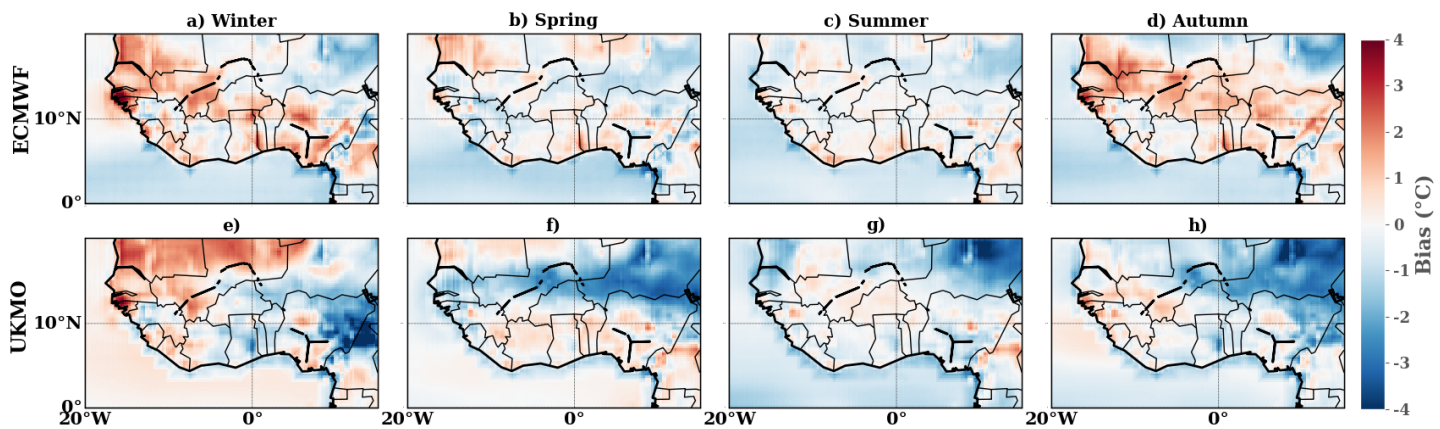 a) Winter
b) Spring
c) Summer
d) Autumn
ECMWF
10°N
0°
4
3
2
1
0
-1
-2
-3
-4
Bias (°C)
e)
f)
g)
h)
UKMO
10°N
0°
20°W
0°
20°W
0°
20°W
0°
20°W
0°